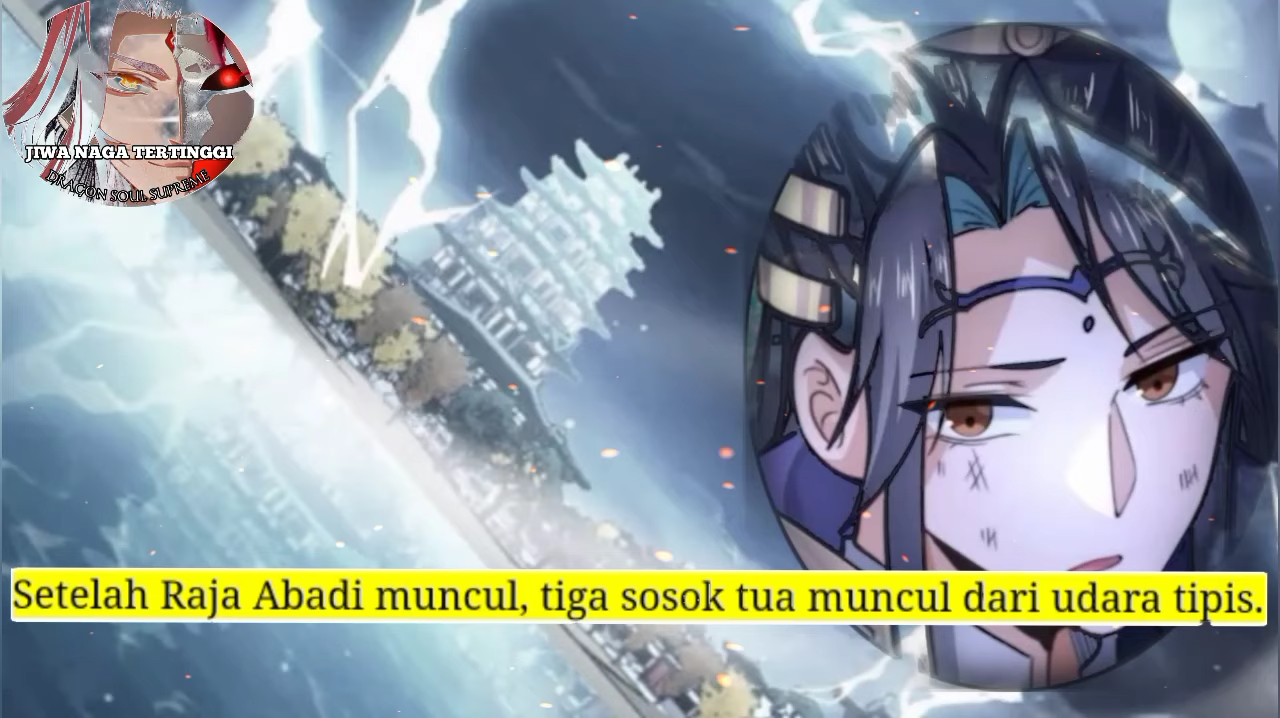 JIWA NAGA TERTINGGI
DRAGON SOUL SUPREME
Setelah Raja Abadi muncul, tiga sosok tua muncul dari udara tipis.